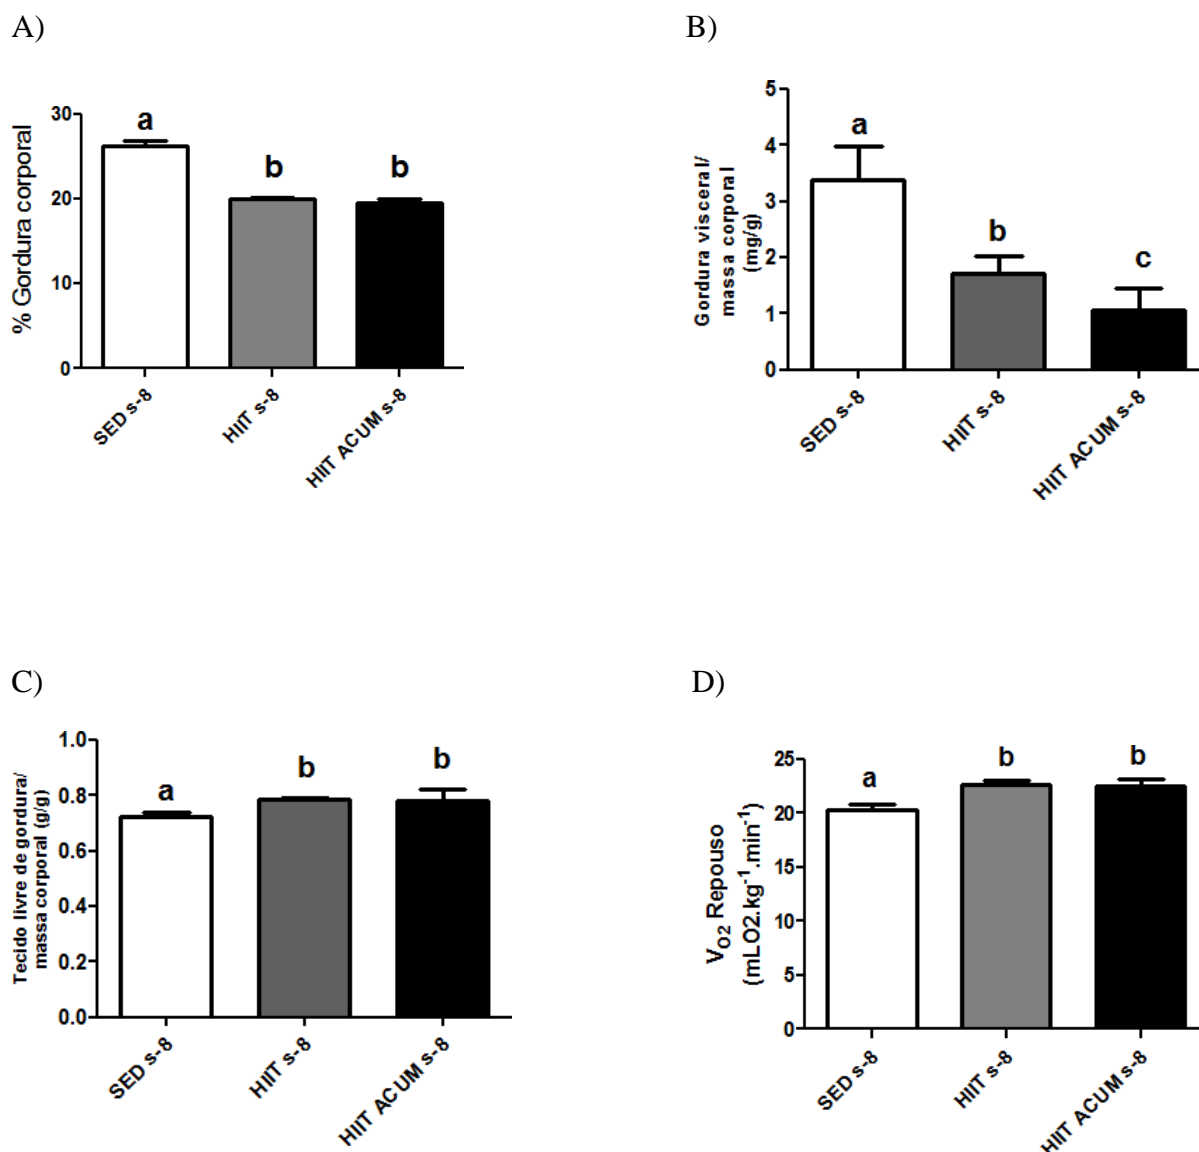 A)
% Gordura corporal
30
20
10
0
a
b
b
SED s-8
HIIT s-8
HIIT ACUM s-8
B)
Gordura visceral/
massa corporal
(mg/g)
5
4
3
2
1
0
a
b
c
SED s-8
HIIT s-8
HIIT ACUM s-8
C)
Tecido livre de gordura/
massa corporal (g/g)
1.0
0.8
0.6
0.4
0.2
0.0
a
b
b
SED s-8
HIIT s-8
HIIT ACUM s-8
D)
V_O2 Repouso
(mLO2.kg⁻¹.min⁻¹)
25
20
15
10
5
0
a
b
b
SED s-8
HIIT s-8
HIIT ACUM s-8